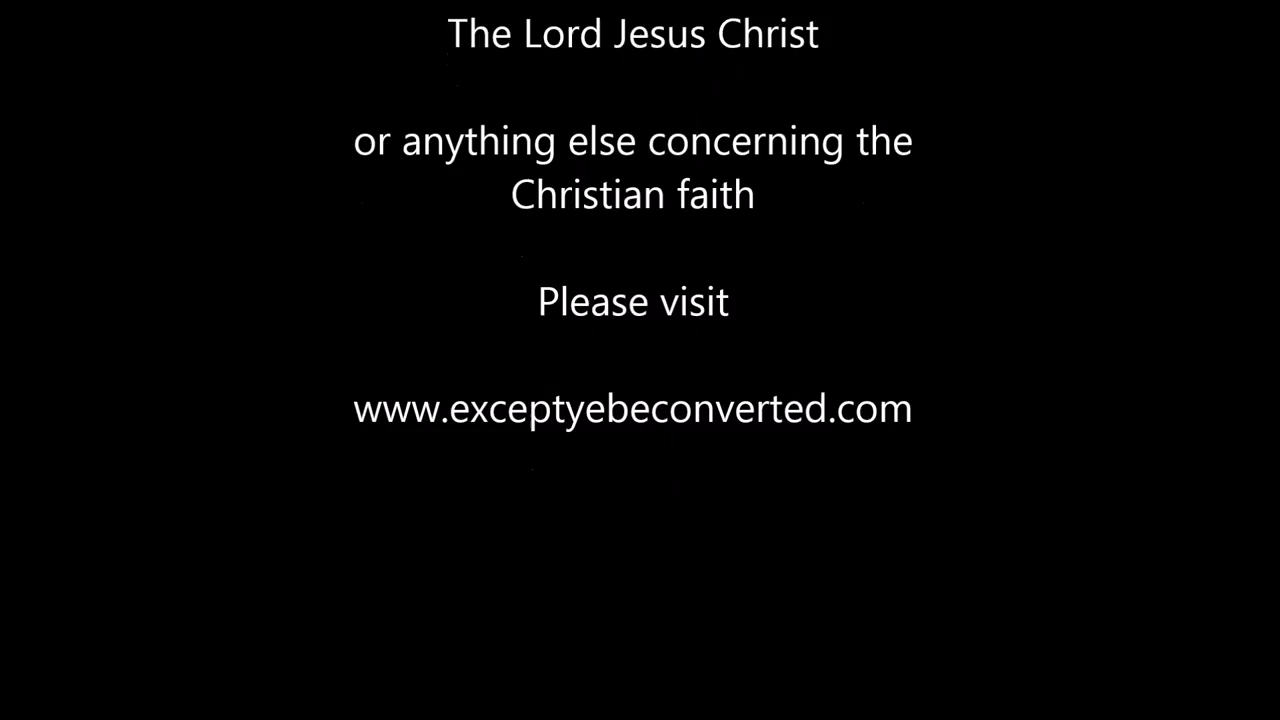 The Lord Jesus Christ
or anything else concerning the
Christian faith
Please visit
www.exceptyebeconverted.com